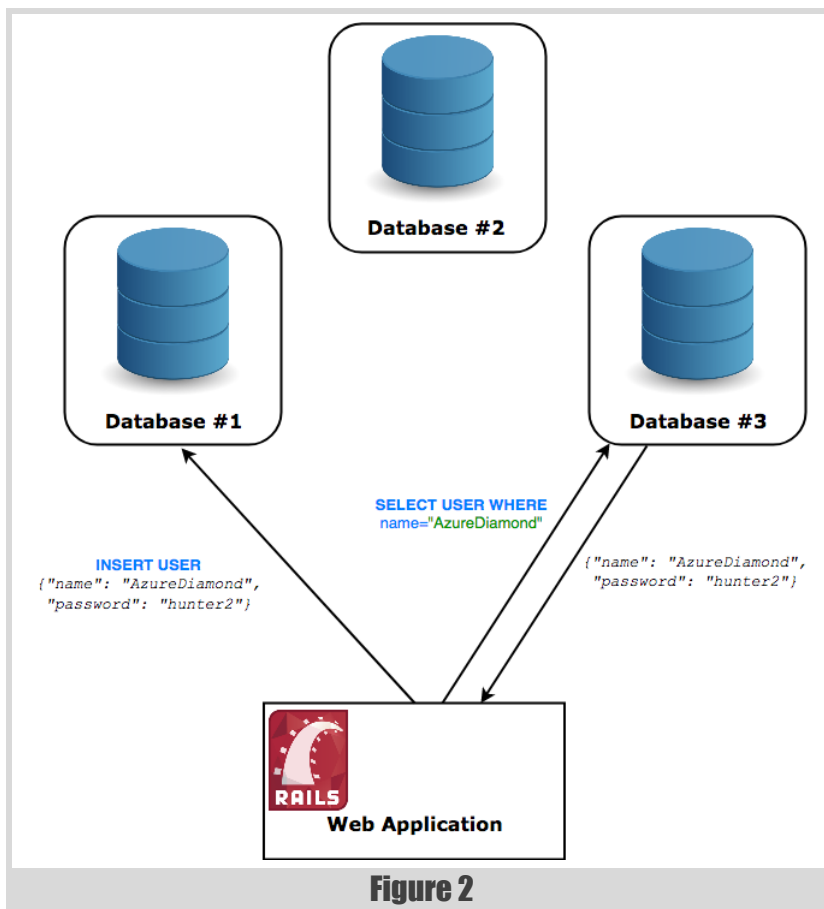 Database #2
Database #1
Database #3
SELECT USER WHERE
name="AzureDiamond"
INSERT USER
{"name": "AzureDiamond",
"password": "hunter2"}
{"name": "AzureDiamond",
"password": "hunter2"}
RAILS
Web Application
Figure 2